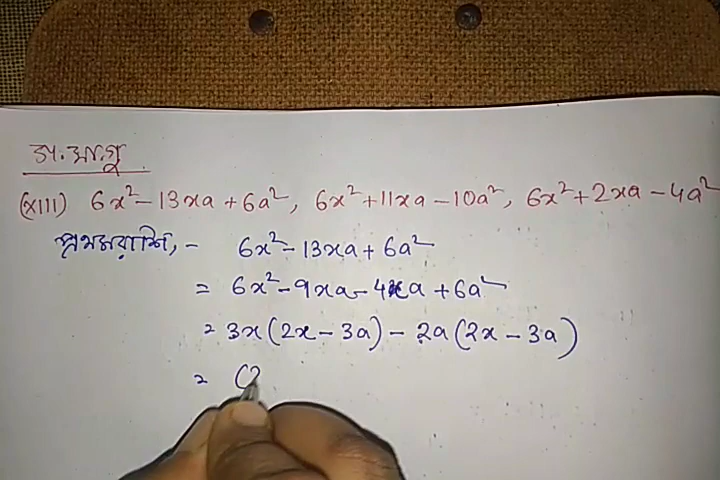 ল.সা.গু
(XIII) 6x² - 13xa + 6a², 6x² + 11xa - 10a², 6x² + 2xa - 4a²
প্রথমরাশি, - 6x² - 13xa + 6a²
= 6x² - 9xa - 4xa + 6a²
= 3x(2x - 3a) - 2a(2x - 3a)
= (2